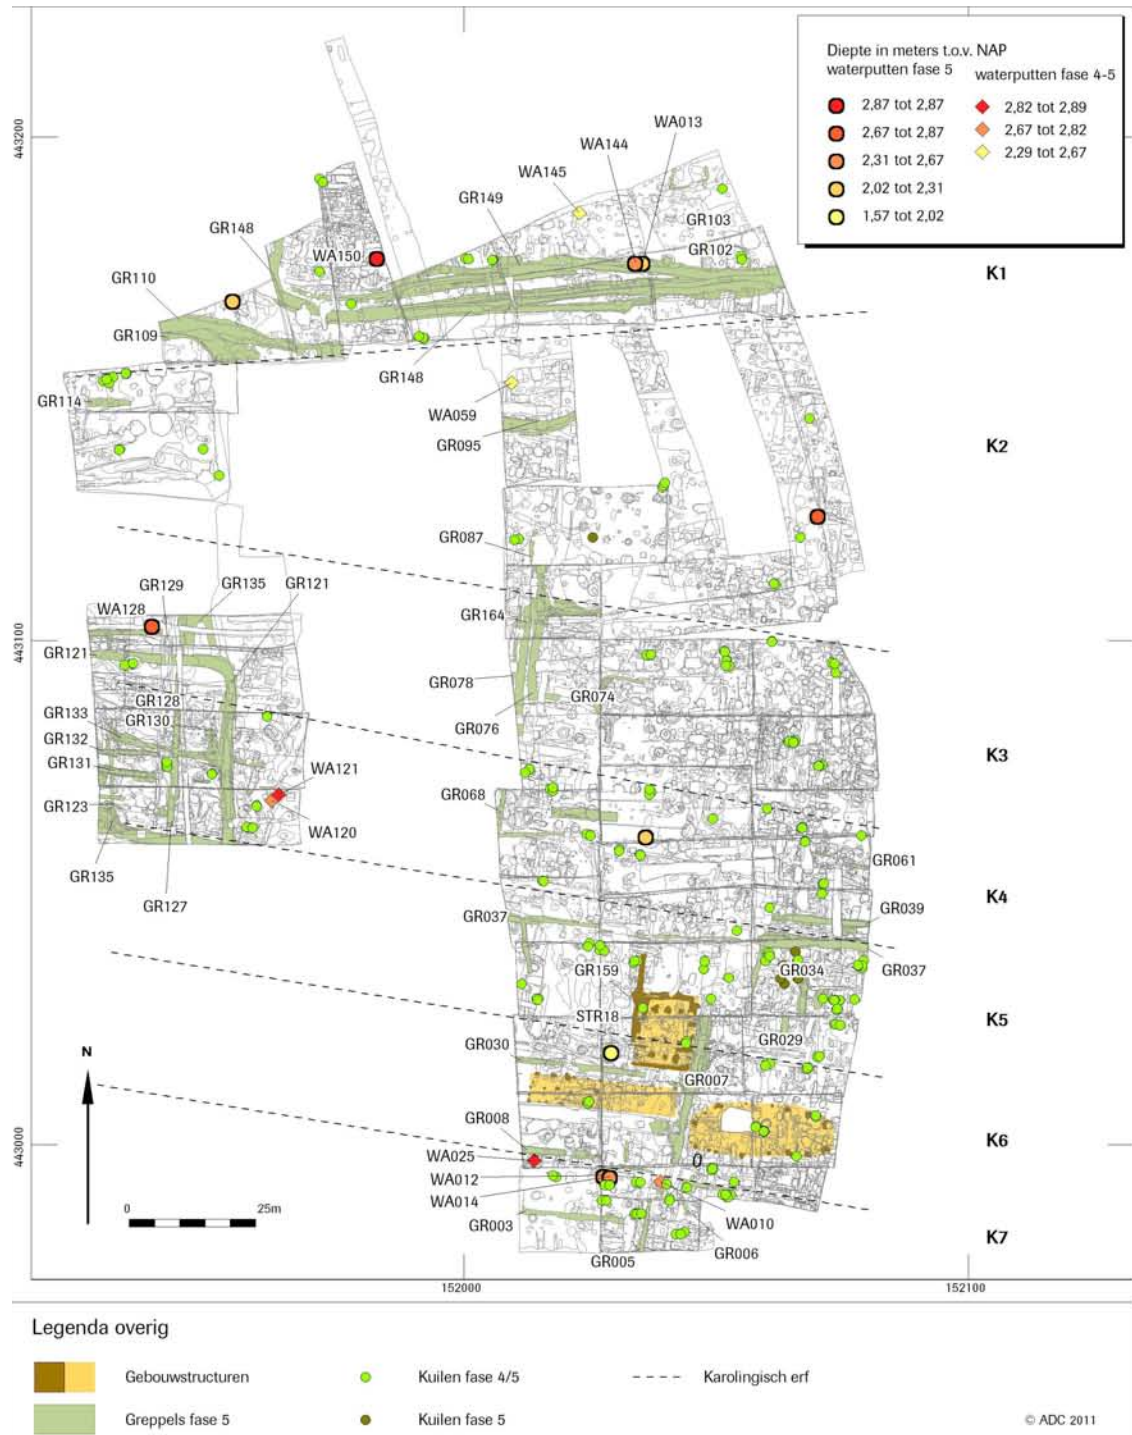 Diepte in meters t.o.v. NAP
waterputten fase 5
waterputten fase 4-5
2,87 tot 2,87
2,67 tot 2,87
2,31 tot 2,67
2,02 tot 2,31
1,57 tot 2,02
2,82 tot 2,89
2,67 tot 2,82
2,29 tot 2,67
443200
WA013
WA144
WA145
GR149
GR103
GR148
WA150
GR102
GR110
K1
GR109
GR148
GR114
WA059
GR095
K2
GR087
GR129
GR135
GR121
WA128
GR164
443100
GR121
GR078
GR128
GR074
GR133
GR130
GR076
GR132
GR131
WA121
K3
GR123
GR068
WA120
GR061
GR135
GR127
K4
GR037
GR039
GR159
GR034
GR037
STR18
K5
GR030
GR029
GR007
GR008
443000
K6
WA025
0
WA012
WA014
GR003
WA010
GR006
K7
GR005
N
0
25m
152000
152100
Legenda overig
Gebouwstructuren
Kuilen fase 4/5
Karolingisch erf
Greppels fase 5
Kuilen fase 5
© ADC 2011